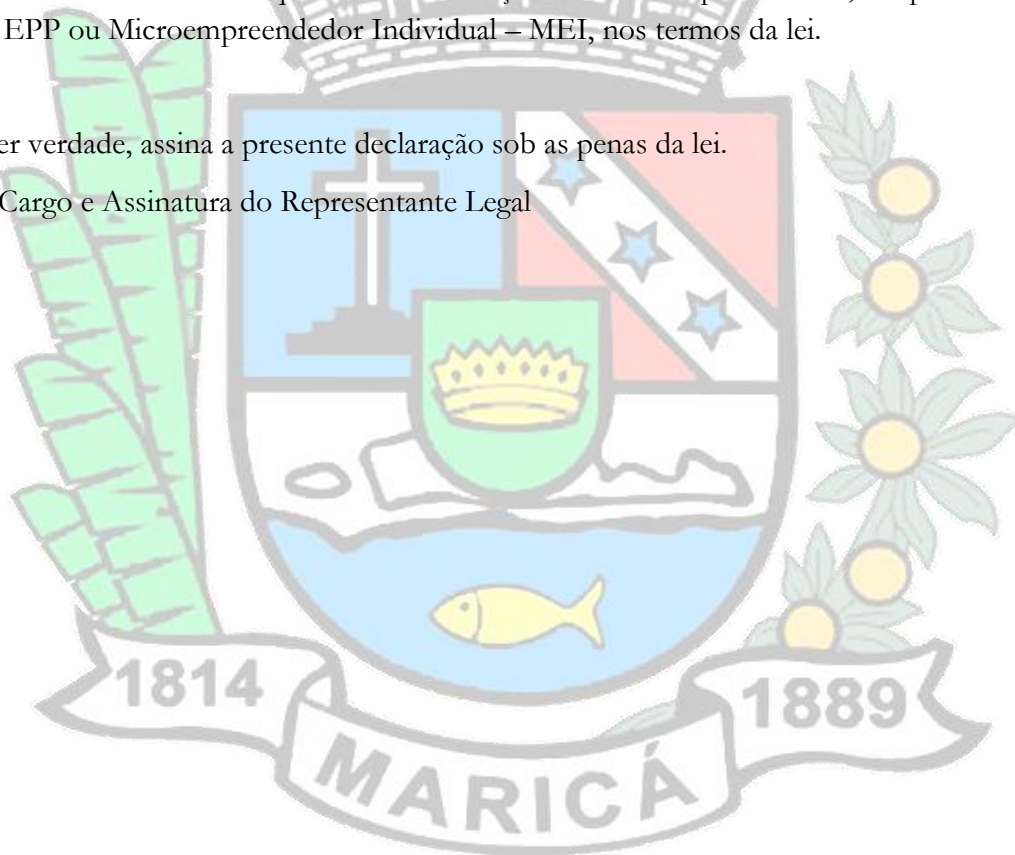 EPP ou Microempreendedor Individual – MEI, nos termos da lei.
er verdade, assina a presente declaração sob as penas da lei.
Cargo e Assinatura do Representante Legal
1814
1889
MARICÁ